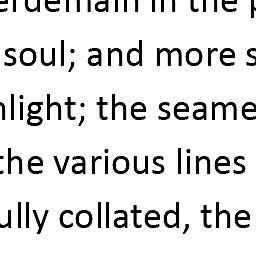 erdemain in the p
soul; and more s
nlight; the seame
the various lines
ully collated, the